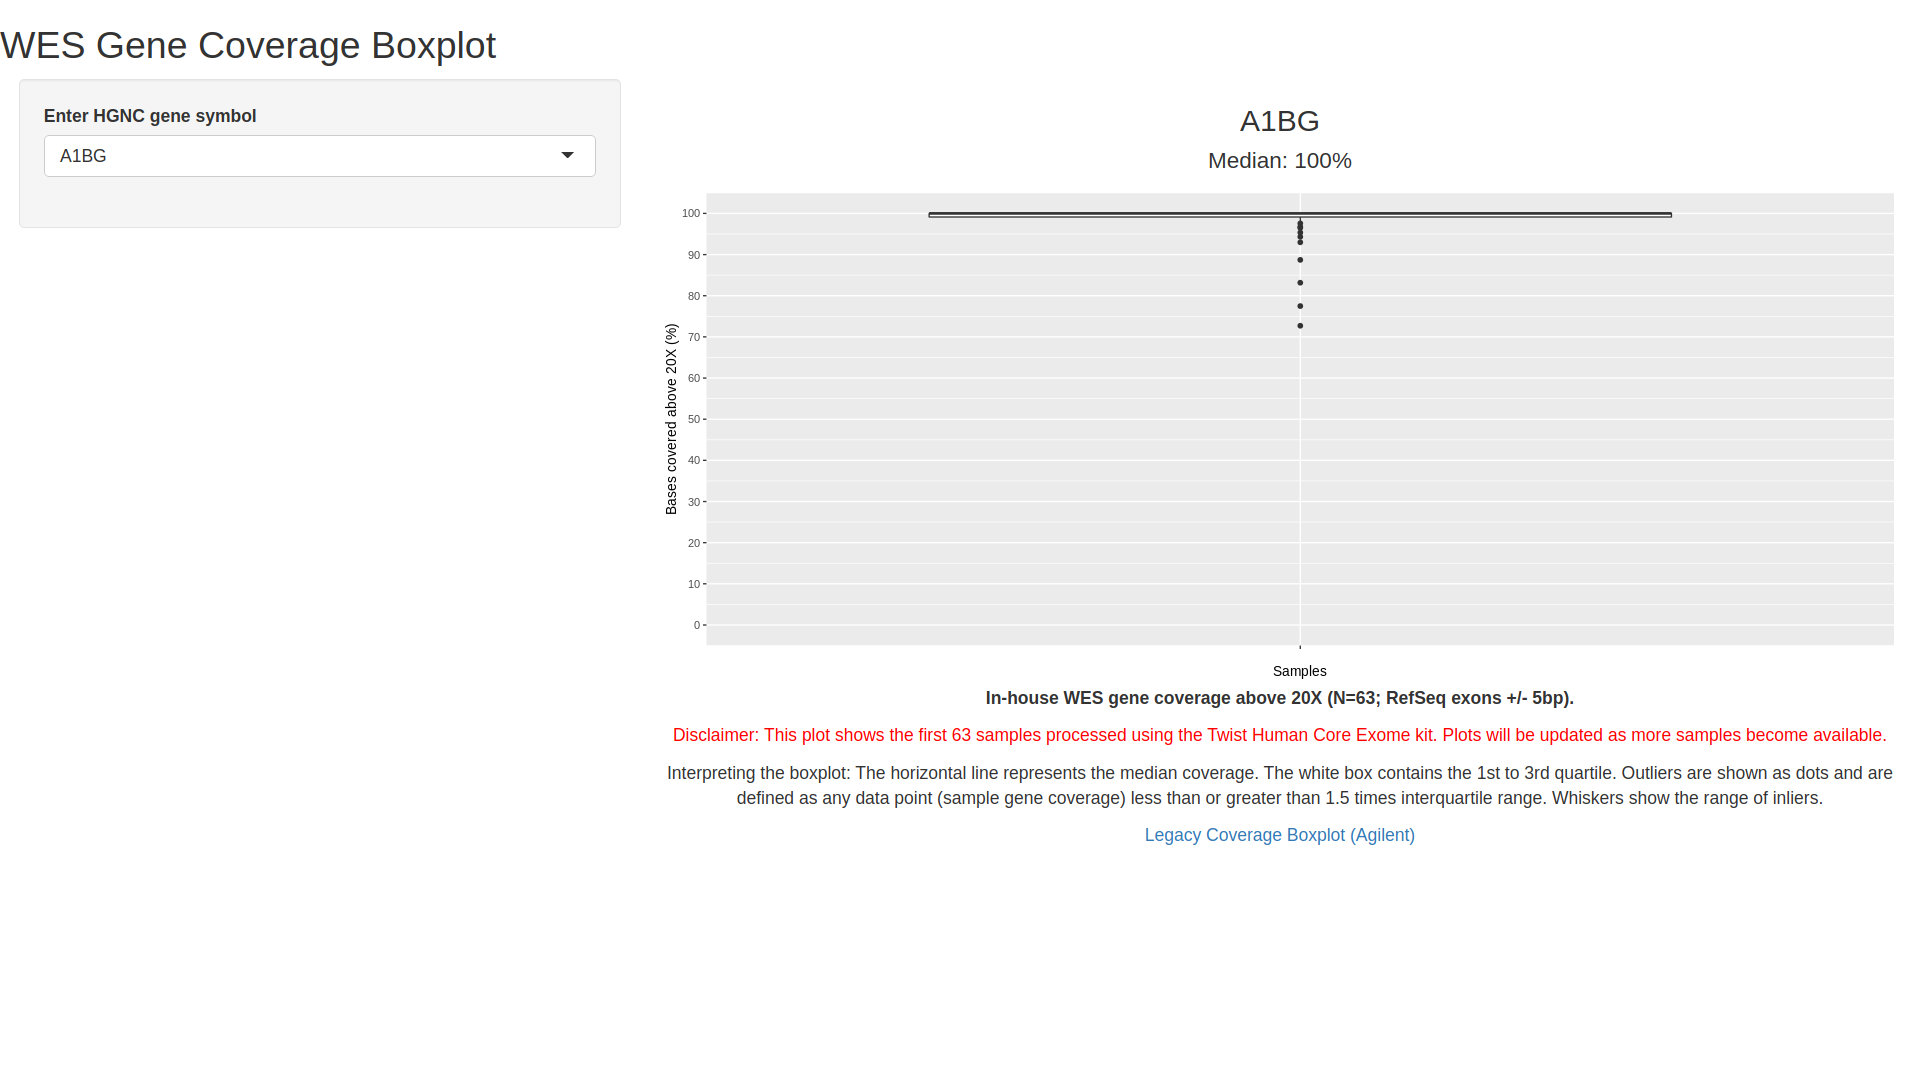 WES Gene Coverage Boxplot
Enter HGNC gene symbol
A1BG
A1BG
Median: 100%
100
90
80
70
60
50
40
30
20
10
0
Bases covered above 20X (%)
Samples
In-house WES gene coverage above 20X (N=63; RefSeq exons +/- 5bp).
Disclaimer: This plot shows the first 63 samples processed using the Twist Human Core Exome kit. Plots will be updated as more samples become available.
Interpreting the boxplot: The horizontal line represents the median coverage. The white box contains the 1st to 3rd quartile. Outliers are shown as dots and are
defined as any data point (sample gene coverage) less than or greater than 1.5 times interquartile range. Whiskers show the range of inliers.
Legacy Coverage Boxplot (Agilent)